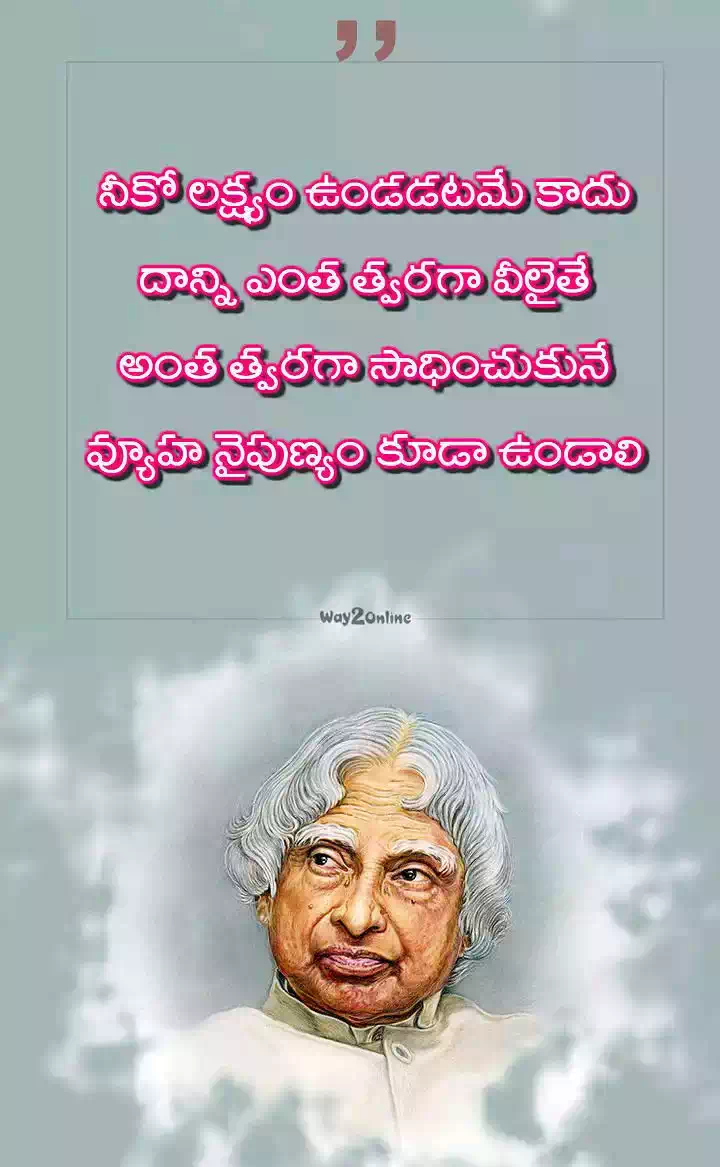 ”
నీకో లక్ష్యం ఉండడటమే కాదు
దాన్ని ఎంత త్వరగా వీలైతే
అంత త్వరగా సాధించుకునే
వ్యూహ నైపుణ్యం కూడా ఉండాలి
Way2Online